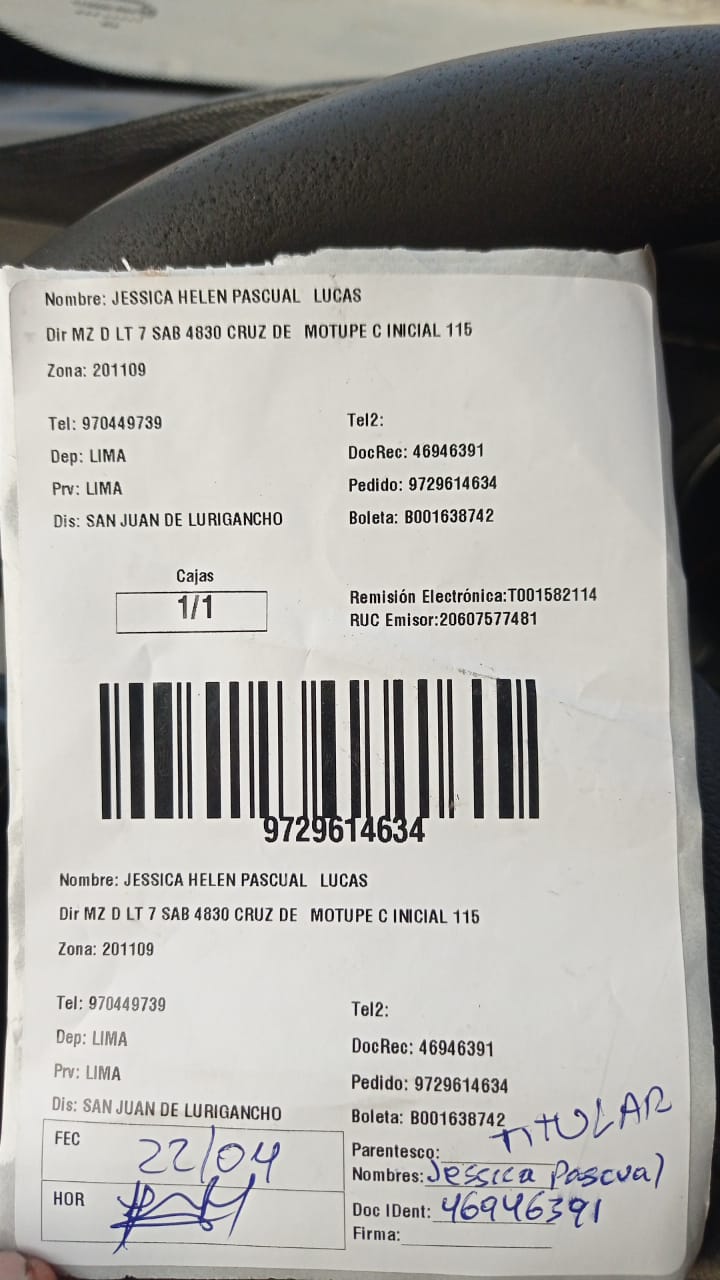 Nombre: JESSICA HELEN PASCUAL LUCAS
Dir MZ D LT 7 SAB 4830 CRUZ DE MOTUPE C INICIAL 115
Zona: 201109
Tel: 970449739 Tel2:
Dep: LIMA DocRec: 46946391
Prv: LIMA Pedido: 9729614634
Dis: SAN JUAN DE LURIGANCHO Boleta: B001638742
Cajas
1/1
Remisión Electrónica:T001582114
RUC Emisor:20607577481
9729614634
Nombre: JESSICA HELEN PASCUAL LUCAS
Dir MZ D LT 7 SAB 4830 CRUZ DE MOTUPE C INICIAL 115
Zona: 201109
Tel: 970449739 Tel2:
Dep: LIMA DocRec: 46946391
Prv: LIMA Pedido: 9729614634
Dis: SAN JUAN DE LURIGANCHO Boleta: B001638742
FEC 22/04
Parentesco: TITULAR
Nombres: Jessica Pascual
HOR
Doc IDent: 46946391
Firma: